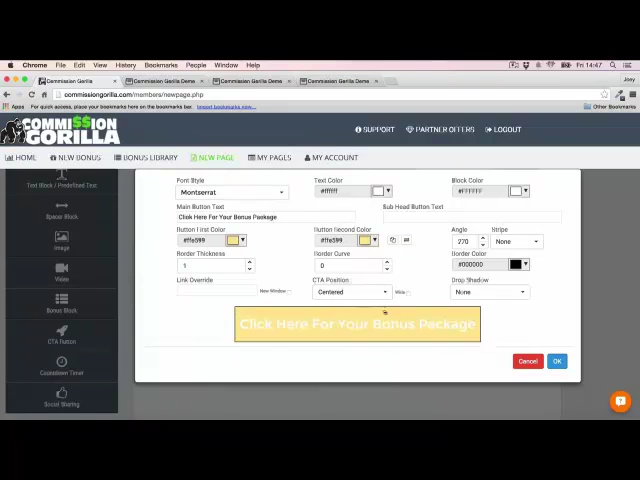 Chrome File Edit View History Bookmarks People Window Help Fri 14:47
Commission Gorilla Commission Gorilla Demo Commission Gorilla Demo Commission Gorilla Demo Joey
commissiongorilla.com/members/newpage.php
Apps For quick access, place your bookmarks here on the bookmarks bar. Import bookmarks now... Other Bookmarks
COMMI$$ION
GORILLA
SUPPORT PARTNER OFFERS LOGOUT
HOME NEW BONUS BONUS LIBRARY NEW PAGE MY PAGES MY ACCOUNT
Text Block / Predefined Text
Spacer Block
Image
Video
Bonus Block
CTA Button
Countdown Timer
Social Sharing
Font Style Text Color Block Color
Montserrat #ffffff #FFFFFF
Main Button Text Sub Head Button Text
Click Here For Your Bonus Package
Button First Color Button Second Color Angle Stripe
#ffe599 #ffe599 270 None
Border Thickness Border Curve Border Color
1 0 #000000
Link Override CTA Position Drop Shadow
New Window Centered Wide None
Click Here For Your Bonus Package
Cancel OK